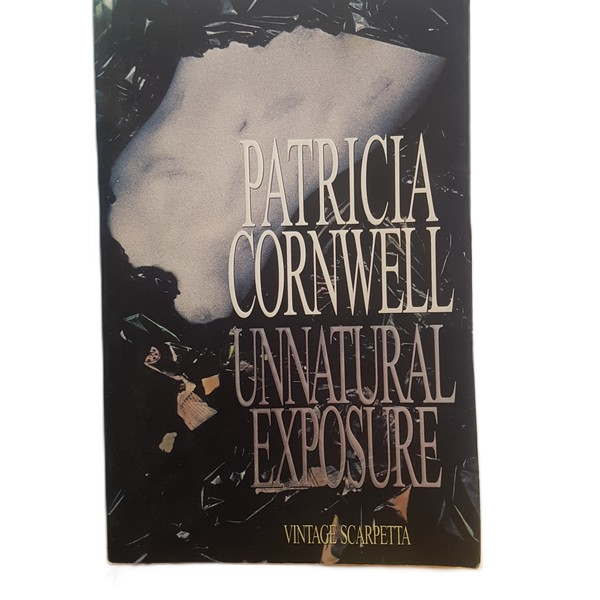 PATRICIA
CORNWELL
UNNATURAL
EXPOSURE
VINTAGE SCARPETTA